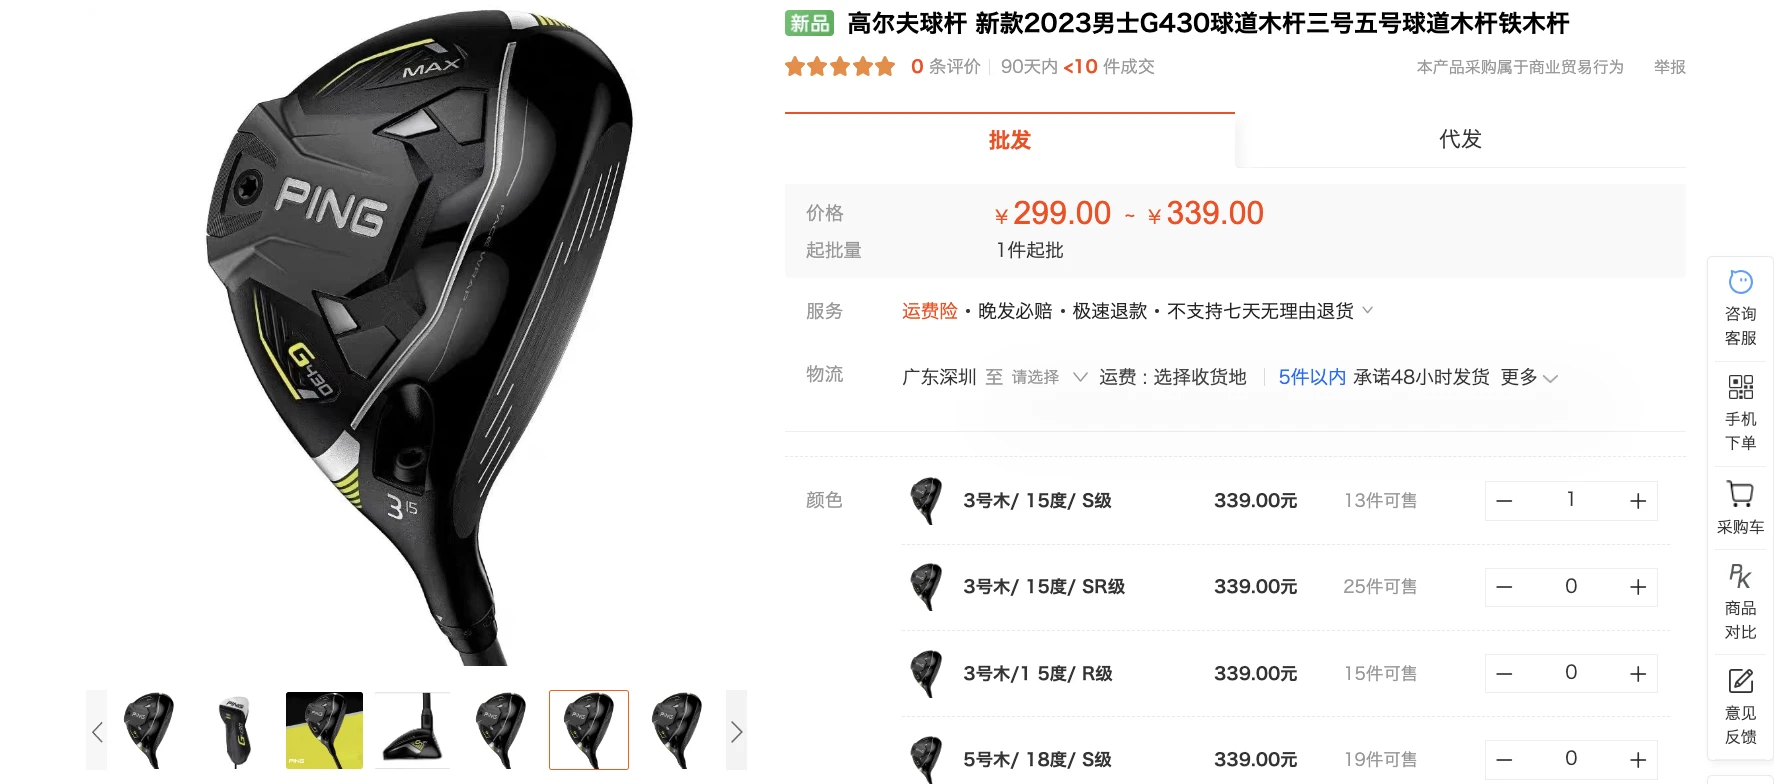 MAX
PING
FACE WRAP
G430
3 15
新品 高尔夫球杆 新款2023男士G430球道木杆三号五号球道木杆铁木杆
0 条评价 90天内 <10 件成交 本产品采购属于商业贸易行为 举报
批发 代发
价格 ¥299.00 ~ ¥339.00
起批量 1件起批
服务 运费险 · 晚发必赔 · 极速退款 · 不支持七天无理由退货
物流 广东深圳 至 请选择 运费 : 选择收货地 5件以内 承诺48小时发货 更多
颜色 3号木/ 15度/ S级 339.00元 13件可售 − 1 +
3号木/ 15度/ SR级 339.00元 25件可售 − 0 +
3号木/1 5度/ R级 339.00元 15件可售 − 0 +
5号木/ 18度/ S级 339.00元 19件可售 − 0 +
咨询
客服
手机
下单
采购车
PK
商品
对比
意见
反馈